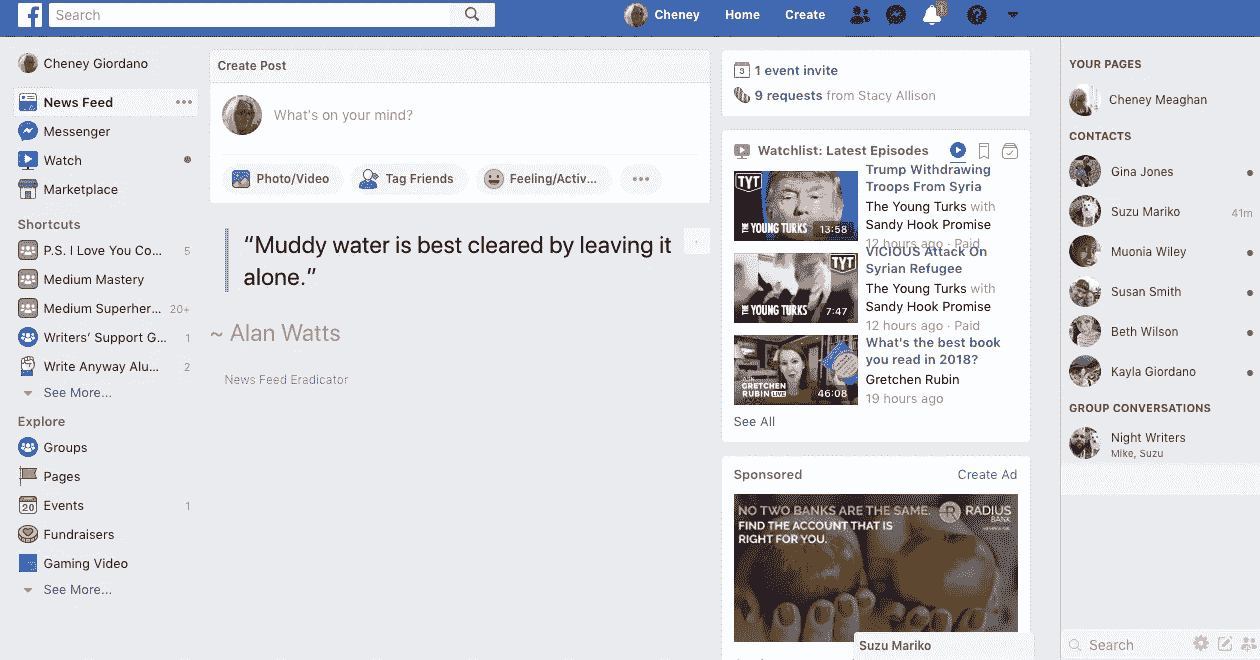 f Search
Cheney Home Create
Cheney Giordano
News Feed
Messenger
Watch
Marketplace
Shortcuts
P.S. I Love You Co... 5
Medium Mastery
Medium Superher... 20+
Writers' Support G... 1
Write Anyway Alu... 2
See More...
Explore
Groups
Pages
20 Events 1
Fundraisers
Gaming Video
See More...
Create Post
What's on your mind?
Photo/Video Tag Friends Feeling/Activ...
“Muddy water is best cleared by leaving it
alone.”
~ Alan Watts
News Feed Eradicator
3 1 event invite
9 requests from Stacy Allison
Watchlist: Latest Episodes
TYT
THE YOUNG TURKS 13:58
Trump Withdrawing
Troops From Syria
The Young Turks with
Sandy Hook Promise
12 hours ago · Paid
TYT
THE YOUNG TURKS 7:47
VICIOUS Attack On
Syrian Refugee
The Young Turks with
Sandy Hook Promise
12 hours ago · Paid
GRETCHEN
RUBIN LIVE 46:08
What's the best book
you read in 2018?
Gretchen Rubin
19 hours ago
See All
Sponsored Create Ad
NO TWO BANKS ARE THE SAME.
FIND THE ACCOUNT THAT IS
RIGHT FOR YOU.
R RADIUS
BANK
Suzu Mariko
YOUR PAGES
Cheney Meaghan
CONTACTS
Gina Jones
Suzu Mariko 41m
Muonia Wiley
Susan Smith
Beth Wilson
Kayla Giordano
GROUP CONVERSATIONS
Night Writers
Mike, Suzu
Search